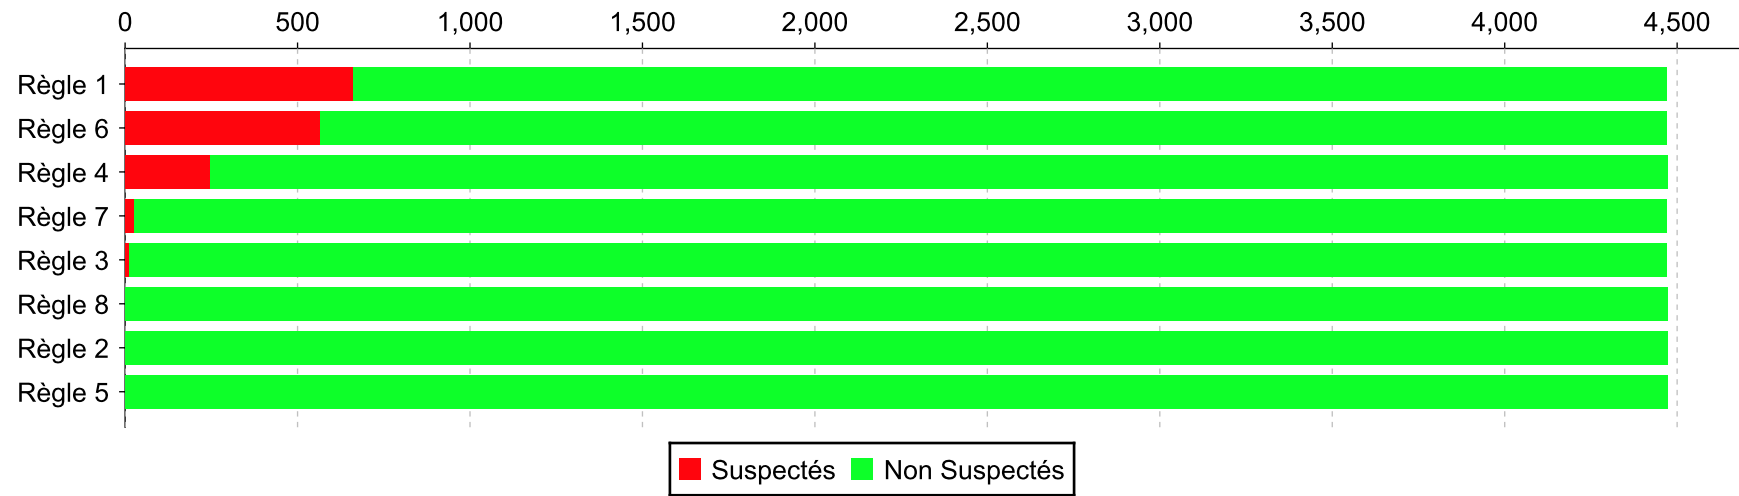 0 500 1,000 1,500 2,000 2,500 3,000 3,500 4,000 4,500
Règle 1
Règle 6
Règle 4
Règle 7
Règle 3
Règle 8
Règle 2
Règle 5
Suspectés Non Suspectés